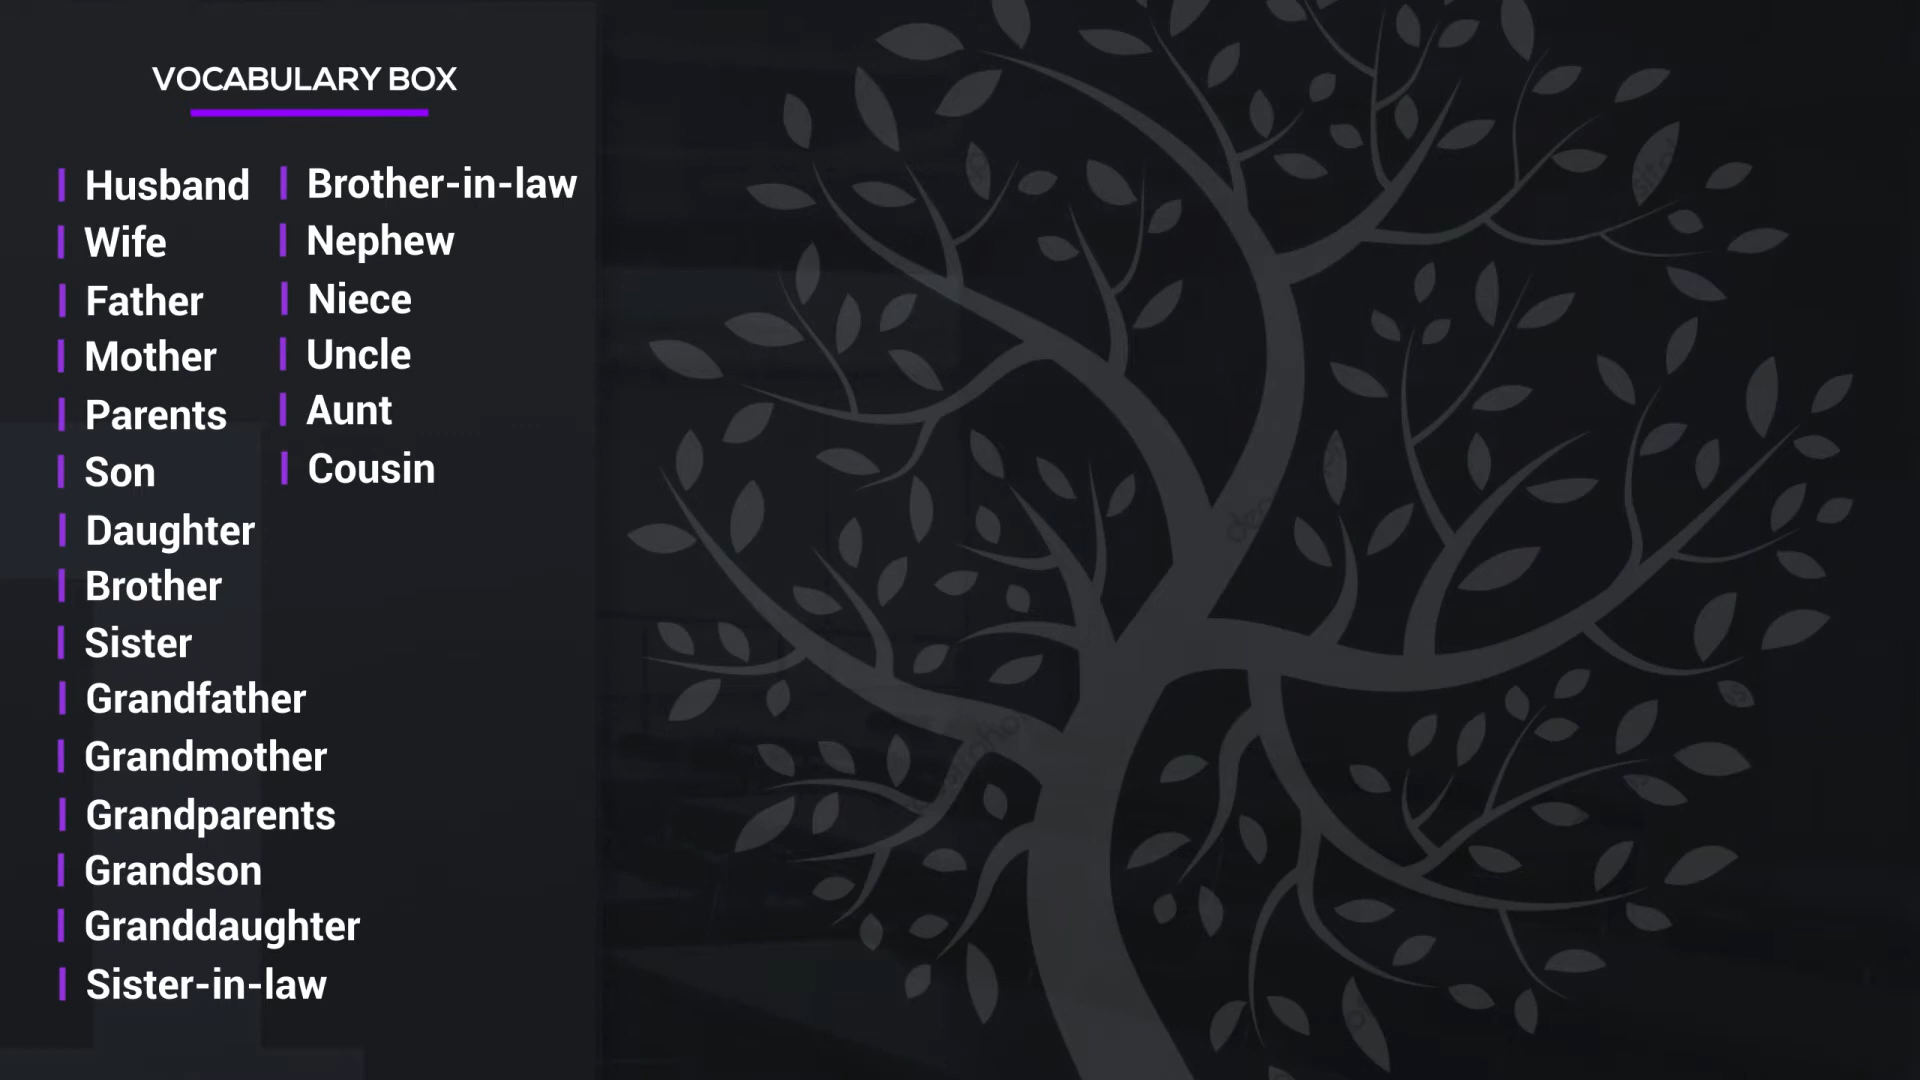 VOCABULARY BOX
Husband
Wife
Father
Mother
Parents
Son
Daughter
Brother
Sister
Grandfather
Grandmother
Grandparents
Grandson
Granddaughter
Sister-in-law
Brother-in-law
Nephew
Niece
Uncle
Aunt
Cousin